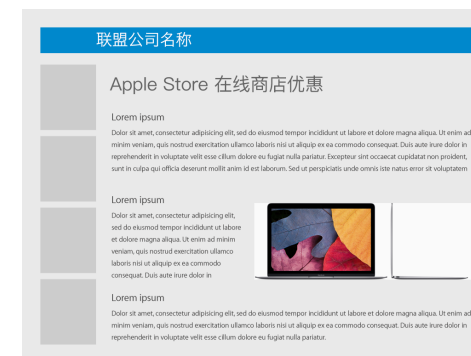 联盟公司名称
Apple Store 在线商店优惠
Lorem ipsum
Dolor sit amet, consectetur adipisicing elit, sed do eiusmod tempor incididunt ut labore et dolore magna aliqua. Ut enim ad
minim veniam, quis nostrud exercitation ullamco laboris nisi ut aliquip ex ea commodo consequat. Duis aute irure dolor in
reprehenderit in voluptate velit esse cillum dolore eu fugiat nulla pariatur. Excepteur sint occaecat cupidatat non proident,
sunt in culpa qui officia deserunt mollit anim id est laborum. Sed ut perspiciatis unde omnis iste natus error sit voluptatem
Lorem ipsum
Dolor sit amet, consectetur adipisicing elit,
sed do eiusmod tempor incididunt ut labore
et dolore magna aliqua. Ut enim ad minim
veniam, quis nostrud exercitation ullamco
laboris nisi ut aliquip ex ea commodo
consequat. Duis aute irure dolor in
Lorem ipsum
Dolor sit amet, consectetur adipisicing elit, sed do eiusmod tempor incididunt ut labore et dolore magna aliqua. Ut enim ad
minim veniam, quis nostrud exercitation ullamco laboris nisi ut aliquip ex ea commodo consequat. Duis aute irure dolor in
reprehenderit in voluptate velit esse cillum dolore eu fugiat nulla pariatur.